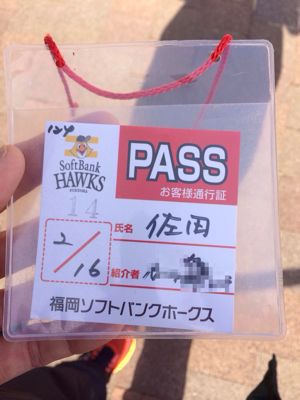 124
SoftBank
HAWKS
PASS
お客様通行証
14
氏名 佐田
2/16
紹介者
福岡ソフトバンクホークス